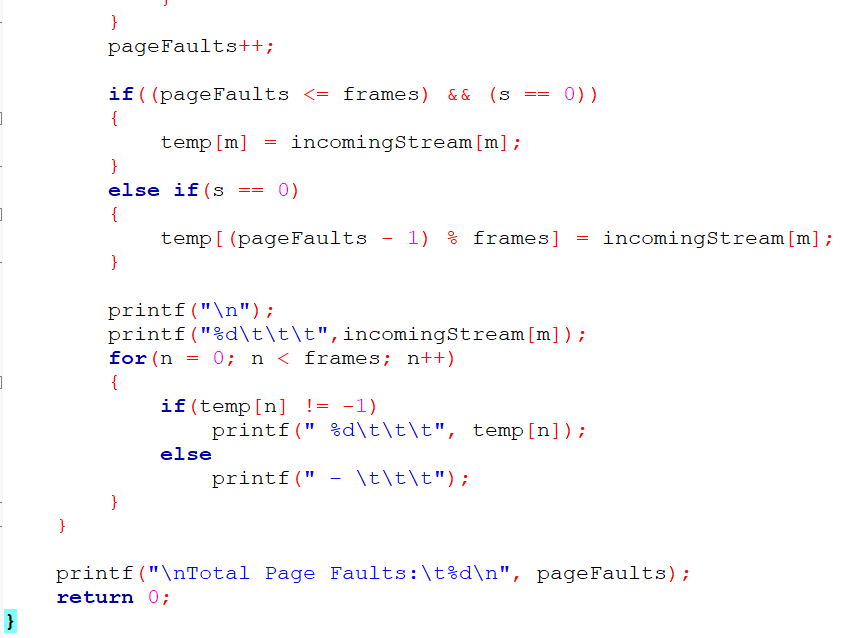 }
}
pageFaults++;
if((pageFaults <= frames) && (s == 0))
{
temp[m] = incomingStream[m];
}
else if(s == 0)
{
temp[(pageFaults - 1) % frames] = incomingStream[m];
}
printf("\n");
printf("%d\t\t\t",incomingStream[m]);
for(n = 0; n < frames; n++)
{
if(temp[n] != -1)
printf(" %d\t\t\t", temp[n]);
else
printf(" - \t\t\t");
}
}
printf("\nTotal Page Faults:\t%d\n", pageFaults);
return 0;
}